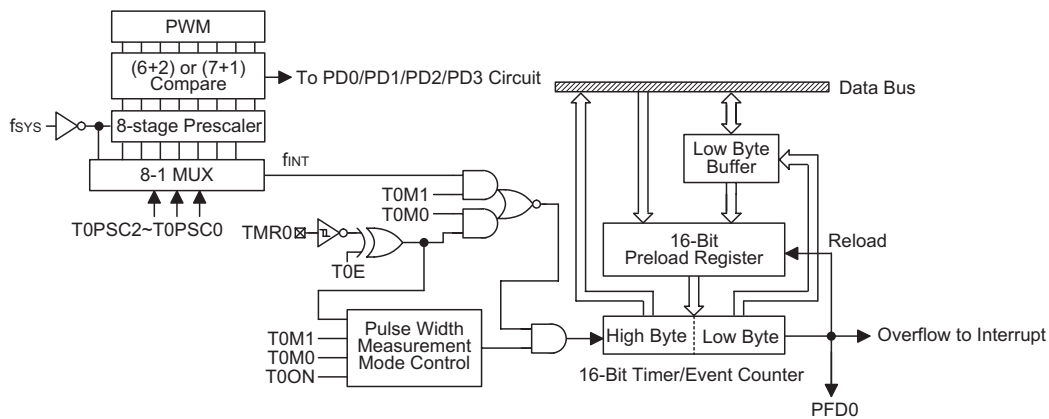 PWM
(6+2) or (7+1)
Compare
To PD0/PD1/PD2/PD3 Circuit
fSYS
8-stage Prescaler
8-1 MUX
fINT
T0PSC2~T0PSC0
T0M1
T0M0
TMR0
T0E
T0M1
T0M0
T0ON
Pulse Width
Measurement
Mode Control
Data Bus
Low Byte
Buffer
16-Bit
Preload Register
Reload
High Byte
Low Byte
Overflow to Interrupt
16-Bit Timer/Event Counter
PFD0